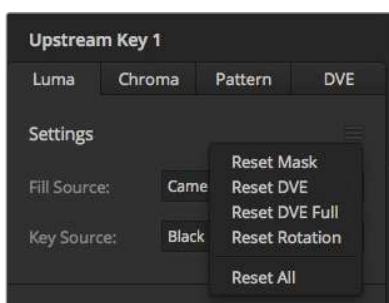 Upstream Key 1
Luma Chroma Pattern DVE
Settings
Reset Mask
Fill Source: Came Reset DVE
Reset DVE Full
Key Source: Black Reset Rotation
Reset All